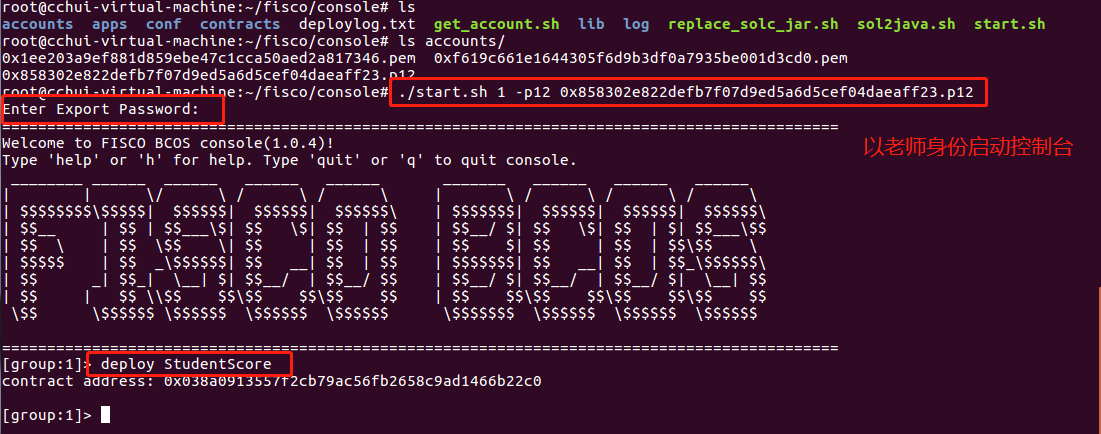 root@cchui-virtual-machine:~/fisco/console# ls
accounts apps conf contracts deploylog.txt get_account.sh lib log replace_solc_jar.sh sol2java.sh start.sh
root@cchui-virtual-machine:~/fisco/console# ls accounts/
0x1ee203a9ef881d859ebe47c1cca50aed2a817346.pem 0xf619c661e1644305f6d9b3df0a7935be001d3cd0.pem
0x858302e822defb7f07d9ed5a6d5cef04daeaff23.p12
root@cchui-virtual-machine:~/fisco/console# ./start.sh 1 -p12 0x858302e822defb7f07d9ed5a6d5cef04daeaff23.p12
Enter Export Password:
=============================================================================================
Welcome to FISCO BCOS console(1.0.4)!
以老师身份启动控制台
Type 'help' or 'h' for help. Type 'quit' or 'q' to quit console.
FISCO BCOS
=============================================================================================
[group:1]> deploy StudentScore
contract address: 0x038a0913557f2cb79ac56fb2658c9ad1466b22c0
[group:1]>